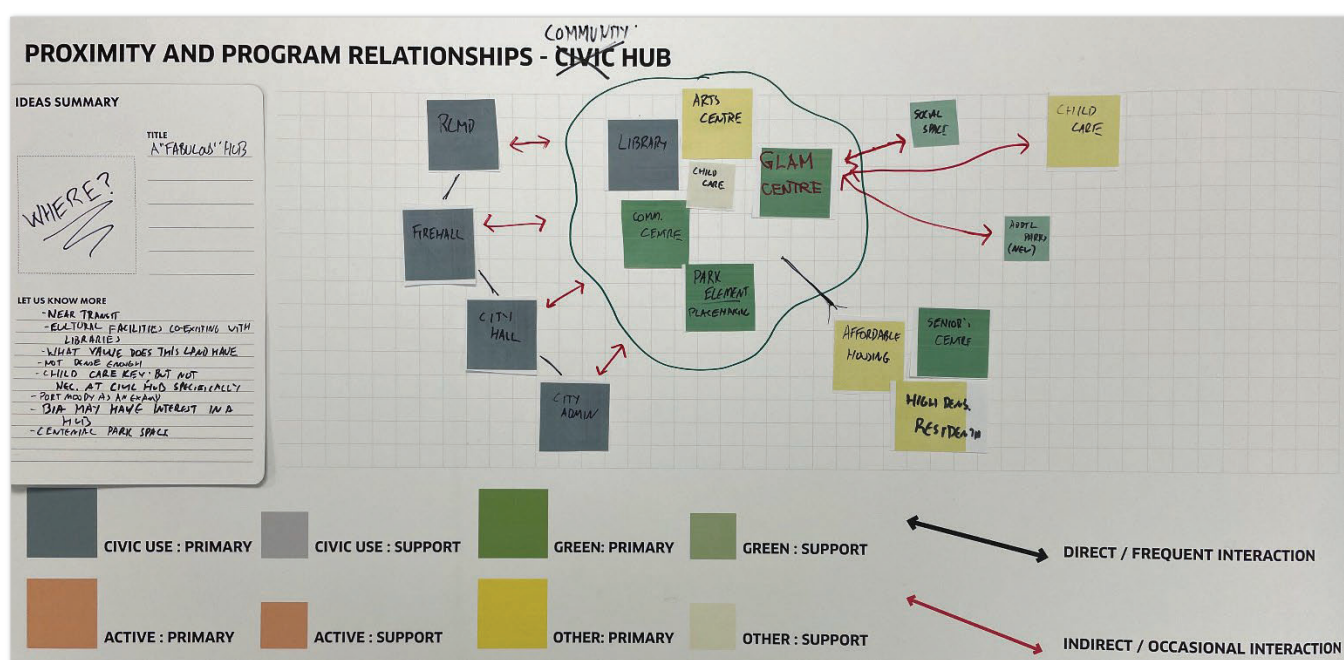 COMMUNITY
PROXIMITY AND PROGRAM RELATIONSHIPS - CIVIC HUB
IDEAS SUMMARY
TITLE
A "FABULOUS" HUB
WHERE?
LET US KNOW MORE
- NEAR TRANSIT
- CULTURAL FACILITIES CO-EXISTING WITH
LIBRARIES
- WHAT VALUE DOES THIS LAND HAVE
- NOT DENSE ENOUGH
- CHILD CARE KEY. BUT NOT
NEC. AT CIVIC HUB SPECIFICALLY
- PORT MOODY AS AN
- BIA MAY HAVE INTEREST IN A
HUB
- CENTENIAL PARK SPACE
RCMP
FIREHALL
CITY
HALL
CITY
ADMIN
LIBRARY
ARTS
CENTRE
CHILD
CARE
GLAM
CENTRE
COMM.
CENTRE
PARK
ELEMENT
PLACEMAKING
SOCIAL
SPACE
CHILD
CARE
ADDTL
PARKS
(NEW)
AFFORDABLE
HOUSING
SENIOR'S
CENTRE
HIGH DENS.
RESIDENTIAL
CIVIC USE : PRIMARY
CIVIC USE : SUPPORT
GREEN: PRIMARY
GREEN : SUPPORT
DIRECT / FREQUENT INTERACTION
ACTIVE : PRIMARY
ACTIVE : SUPPORT
OTHER: PRIMARY
OTHER : SUPPORT
INDIRECT / OCCASIONAL INTERACTION